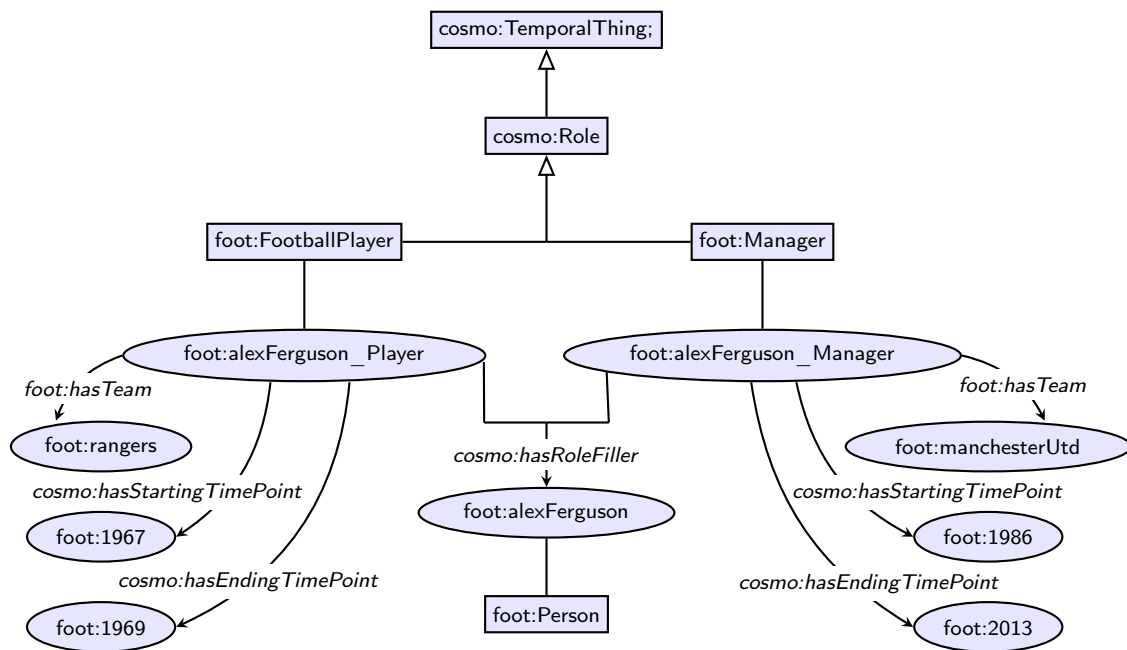 cosmo:TemporalThing;
cosmo:Role
foot:FootballPlayer
foot:Manager
foot:alexFerguson_Player
foot:alexFerguson_Manager
foot:hasTeam
foot:hasTeam
foot:rangers
foot:manchesterUtd
cosmo:hasRoleFiller
cosmo:hasStartingTimePoint
cosmo:hasStartingTimePoint
foot:alexFerguson
foot:1967
foot:1986
cosmo:hasEndingTimePoint
cosmo:hasEndingTimePoint
foot:Person
foot:1969
foot:2013